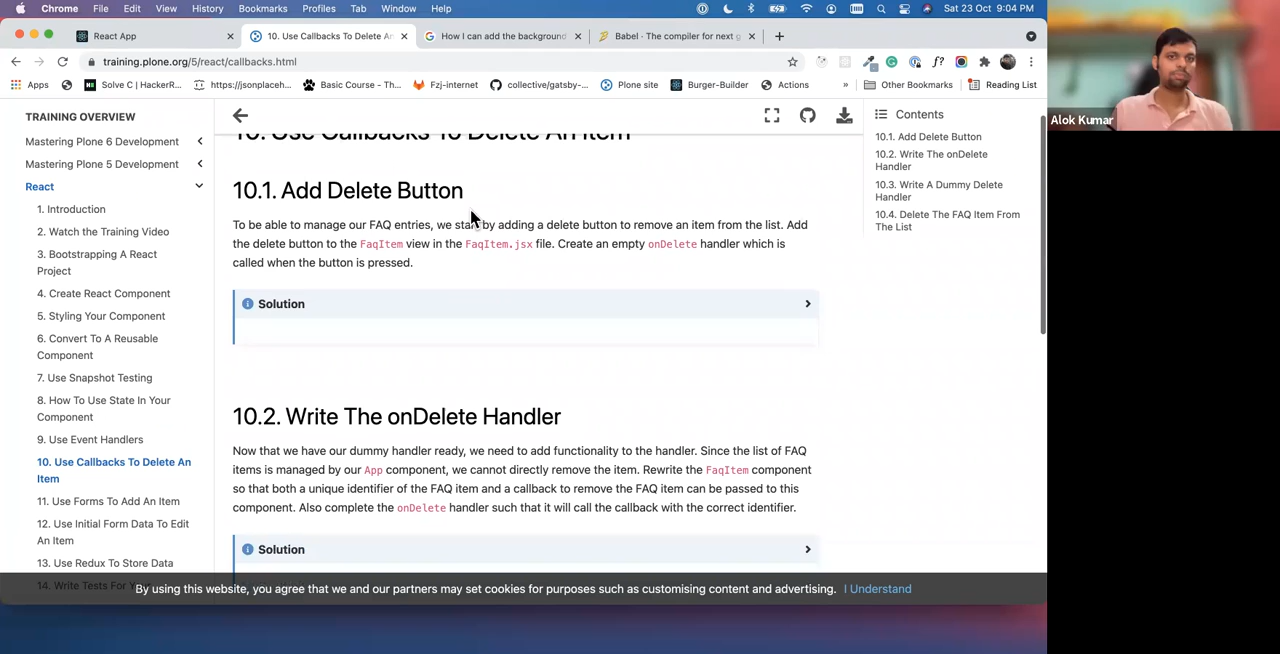 Chrome File Edit View History Bookmarks Profiles Tab Window Help Sat 23 Oct 9:04 PM
React App
10. Use Callbacks To Delete An
How I can add the background
Babel - The compiler for next g
training.plone.org/5/react/callbacks.html
Apps
Solve C | HackerR...
https://jsonplaceh...
Basic Course - Th...
Fzj-internet
collective/gatsby-...
Plone site
Burger-Builder
Actions
»
Other Bookmarks
Reading List
TRAINING OVERVIEW
Mastering Plone 6 Development
Mastering Plone 5 Development
React
1. Introduction
2. Watch the Training Video
3. Bootstrapping A React
Project
4. Create React Component
5. Styling Your Component
6. Convert To A Reusable
Component
7. Use Snapshot Testing
8. How To Use State In Your
Component
9. Use Event Handlers
10. Use Callbacks To Delete An
Item
11. Use Forms To Add An Item
12. Use Initial Form Data To Edit
An Item
13. Use Redux To Store Data
14. Write Tests For Your
10. Use Callbacks To Delete An Item
10.1. Add Delete Button
To be able to manage our FAQ entries, we start by adding a delete button to remove an item from the list. Add
the delete button to the FaqItem view in the FaqItem.jsx file. Create an empty onDelete handler which is
called when the button is pressed.
Solution
10.2. Write The onDelete Handler
Now that we have our dummy handler ready, we need to add functionality to the handler. Since the list of FAQ
items is managed by our App component, we cannot directly remove the item. Rewrite the FaqItem component
so that both a unique identifier of the FAQ item and a callback to remove the FAQ item can be passed to this
component. Also complete the onDelete handler such that it will call the callback with the correct identifier.
Solution
Contents
10.1. Add Delete Button
10.2. Write The onDelete
Handler
10.3. Write A Dummy Delete
Handler
10.4. Delete The FAQ Item From
The List
By using this website, you agree that we and our partners may set cookies for purposes such as customising content and advertising. I Understand
Alok Kumar